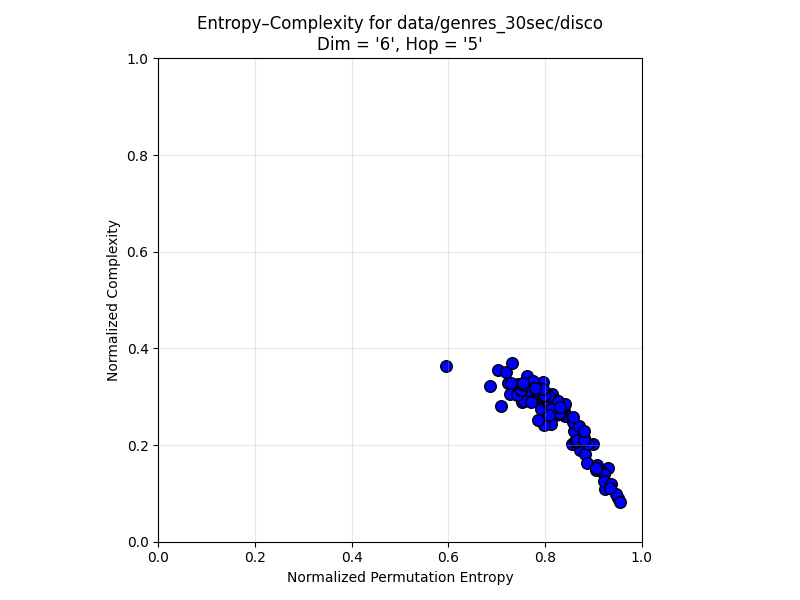 Entropy–Complexity for data/genres_30sec/disco
Dim = '6', Hop = '5'
1.0
0.8
0.6
0.4
0.2
0.0
Normalized Complexity
0.0 0.2 0.4 0.6 0.8 1.0
Normalized Permutation Entropy